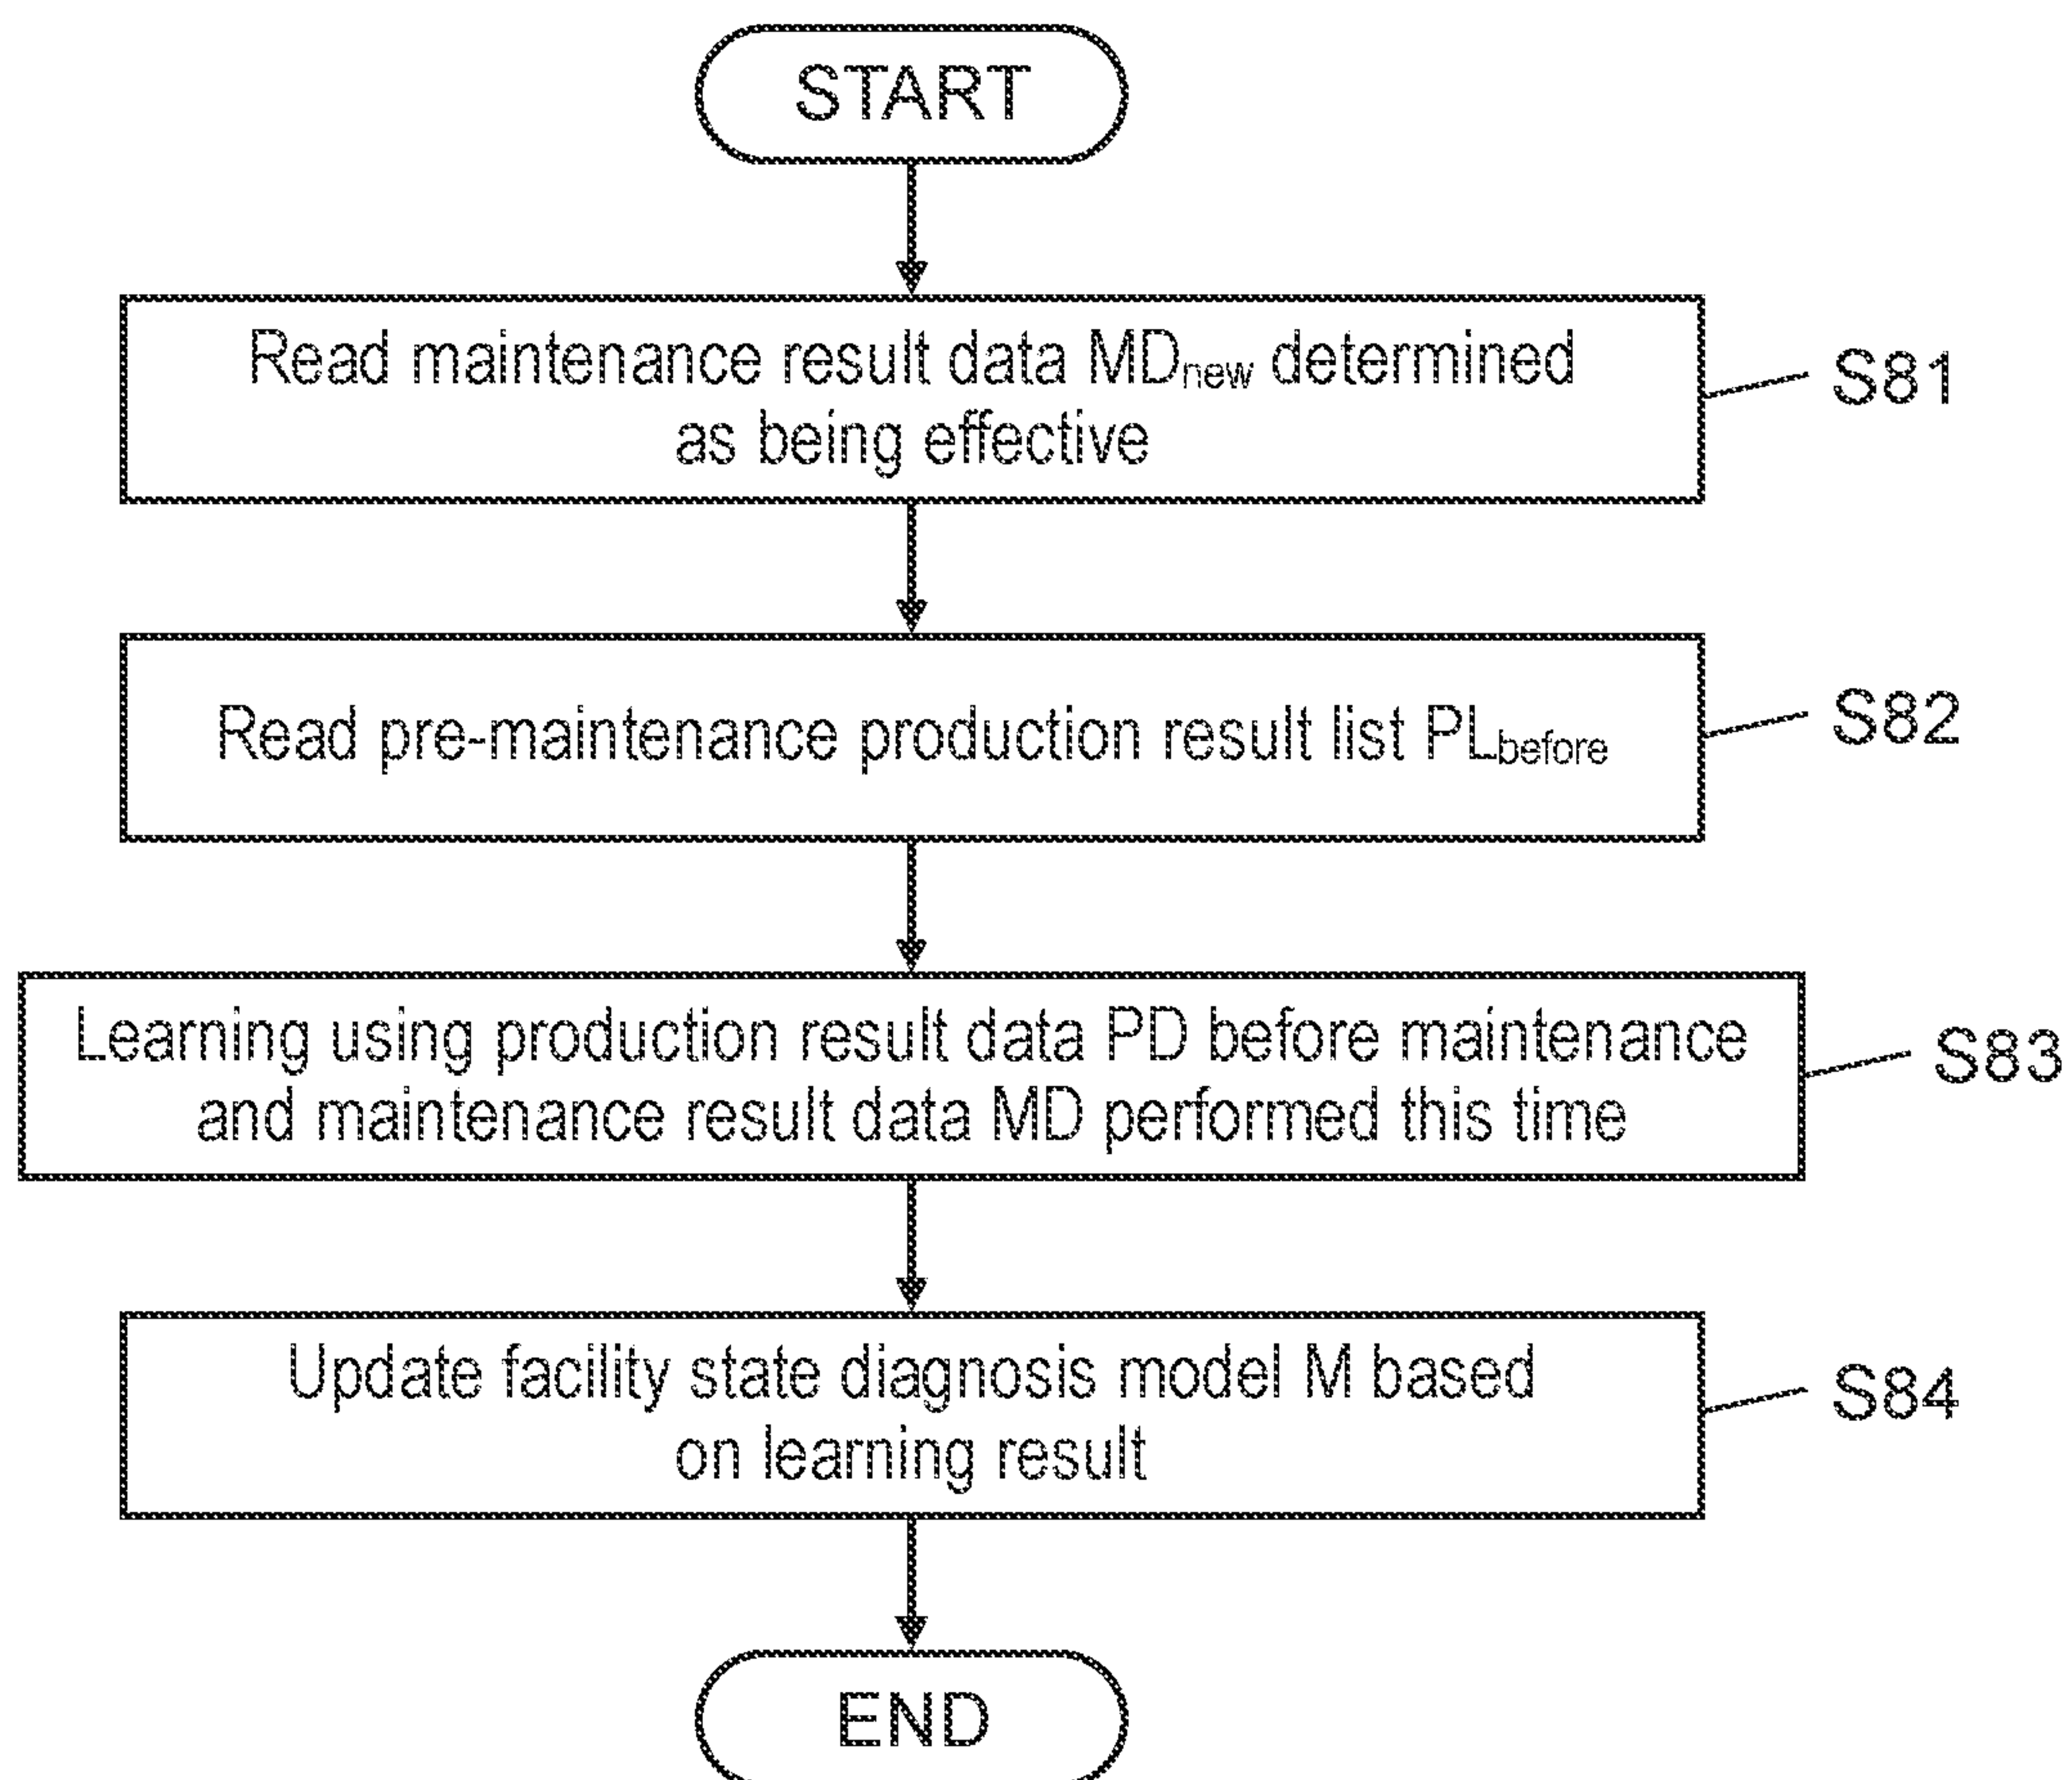 START
Read maintenance result data MDnew determined
as being effective
S81
Read pre-maintenance production result list PLbefore
S82
Learning using production result data PD before maintenance
and maintenance result data MD performed this time
S83
Update facility state diagnosis model M based
on learning result
S84
END